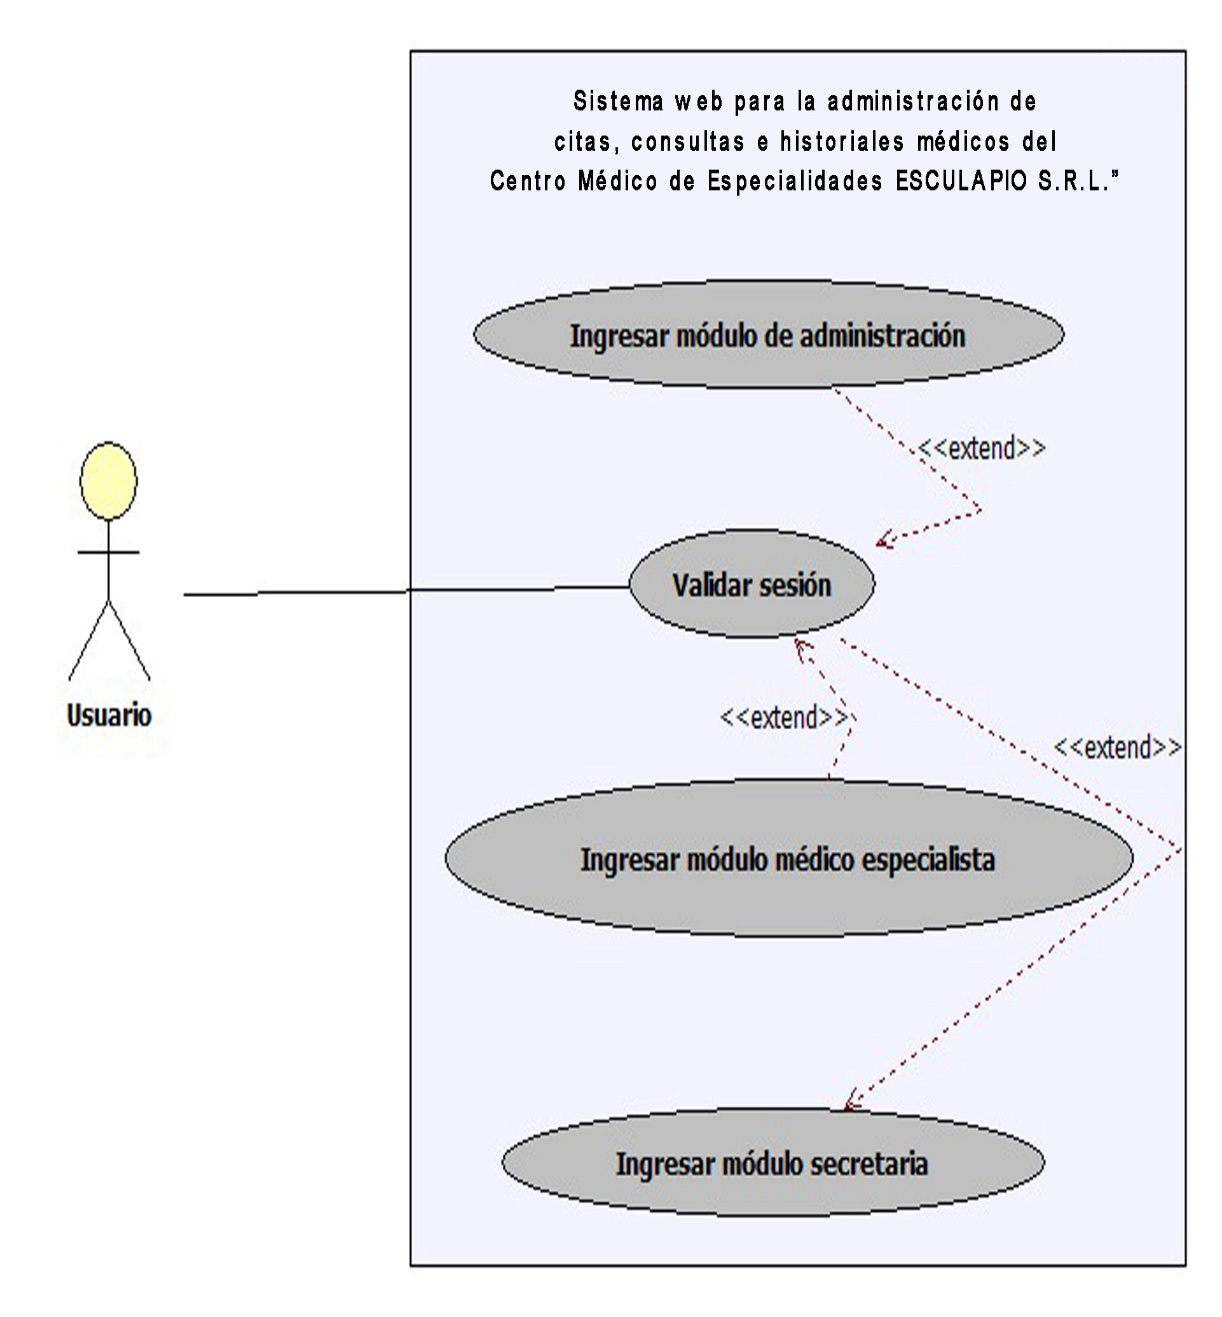 Sistema web para la administración de
citas, consultas e historiales médicos del
Centro Médico de Especialidades ESCULAPIO S.R.L.”
Ingresar módulo de administración
<<extend>>
Validar sesión
Usuario
<<extend>>
<<extend>>
Ingresar módulo médico especialista
Ingresar módulo secretaria